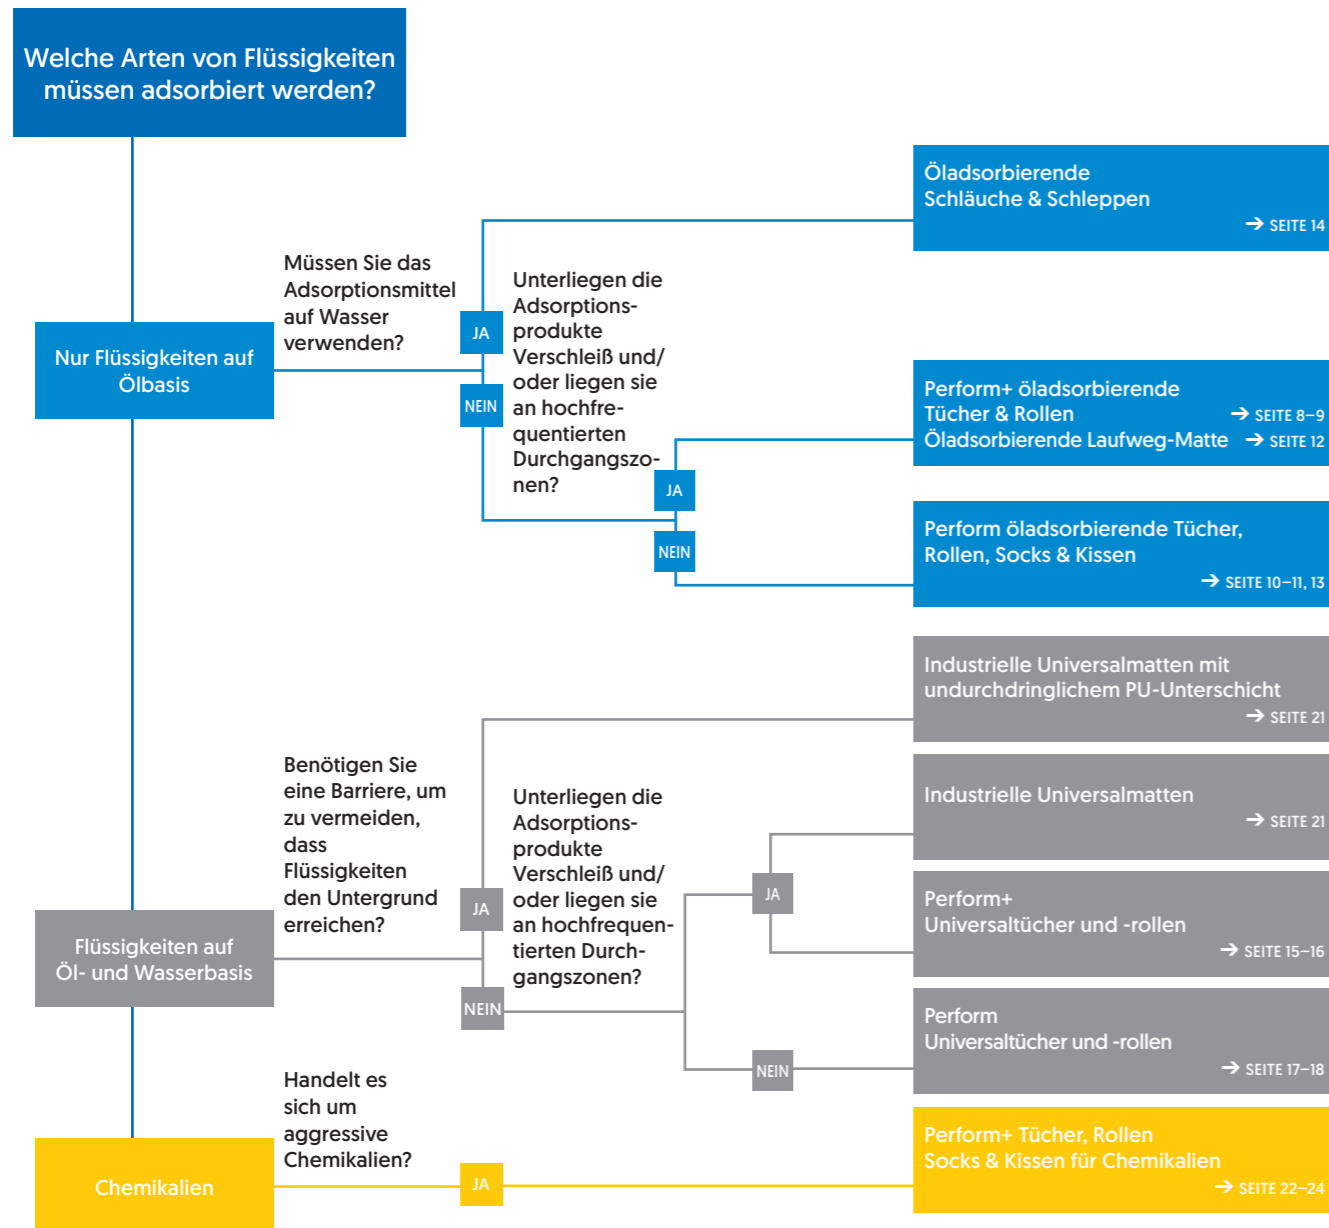 Welche Arten von Flüssigkeiten
müssen adsorbiert werden?
Nur Flüssigkeiten auf
Ölbasis
Müssen Sie das
Adsorptionsmittel
auf Wasser
verwenden?
JA
NEIN
Unterliegen die
Adsorptions-
produkte
Verschleiß und/
oder liegen sie
an hochfre-
quentierten
Durchgangszo-
nen?
JA
NEIN
Öladsorbierende
Schläuche & Schleppen
➔ SEITE 14
Perform+ öladsorbierende
Tücher & Rollen ➔ SEITE 8–9
Öladsorbierende Laufweg-Matte ➔ SEITE 12
Perform öladsorbierende Tücher,
Rollen, Socks & Kissen
➔ SEITE 10–11, 13
Flüssigkeiten auf
Öl- und Wasserbasis
Benötigen Sie
eine Barriere, um
zu vermeiden,
dass
Flüssigkeiten
den Untergrund
erreichen?
JA
NEIN
Unterliegen die
Adsorptions-
produkte
Verschleiß und/
oder liegen sie
an hochfrequen-
tierten Durch-
gangszonen?
JA
NEIN
Industrielle Universalmatten mit
undurchdringlichem PU-Unterschicht
➔ SEITE 21
Industrielle Universalmatten
➔ SEITE 21
Perform+
Universaltücher und -rollen
➔ SEITE 15–16
Perform
Universaltücher und -rollen
➔ SEITE 17–18
Chemikalien
Handelt es
sich um
aggressive
Chemikalien?
JA
Perform+ Tücher, Rollen
Socks & Kissen für Chemikalien
➔ SEITE 22–24